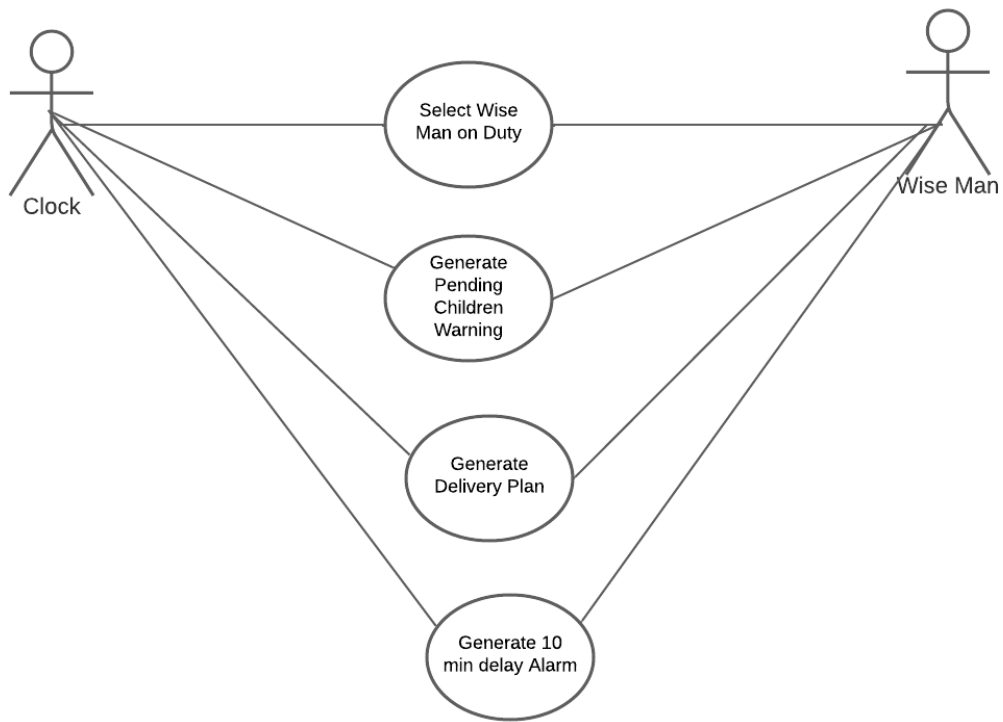 Select Wise
Man on Duty
Clock
Wise Man
Generate
Pending
Children
Warning
Generate
Delivery Plan
Generate 10
min delay Alarm